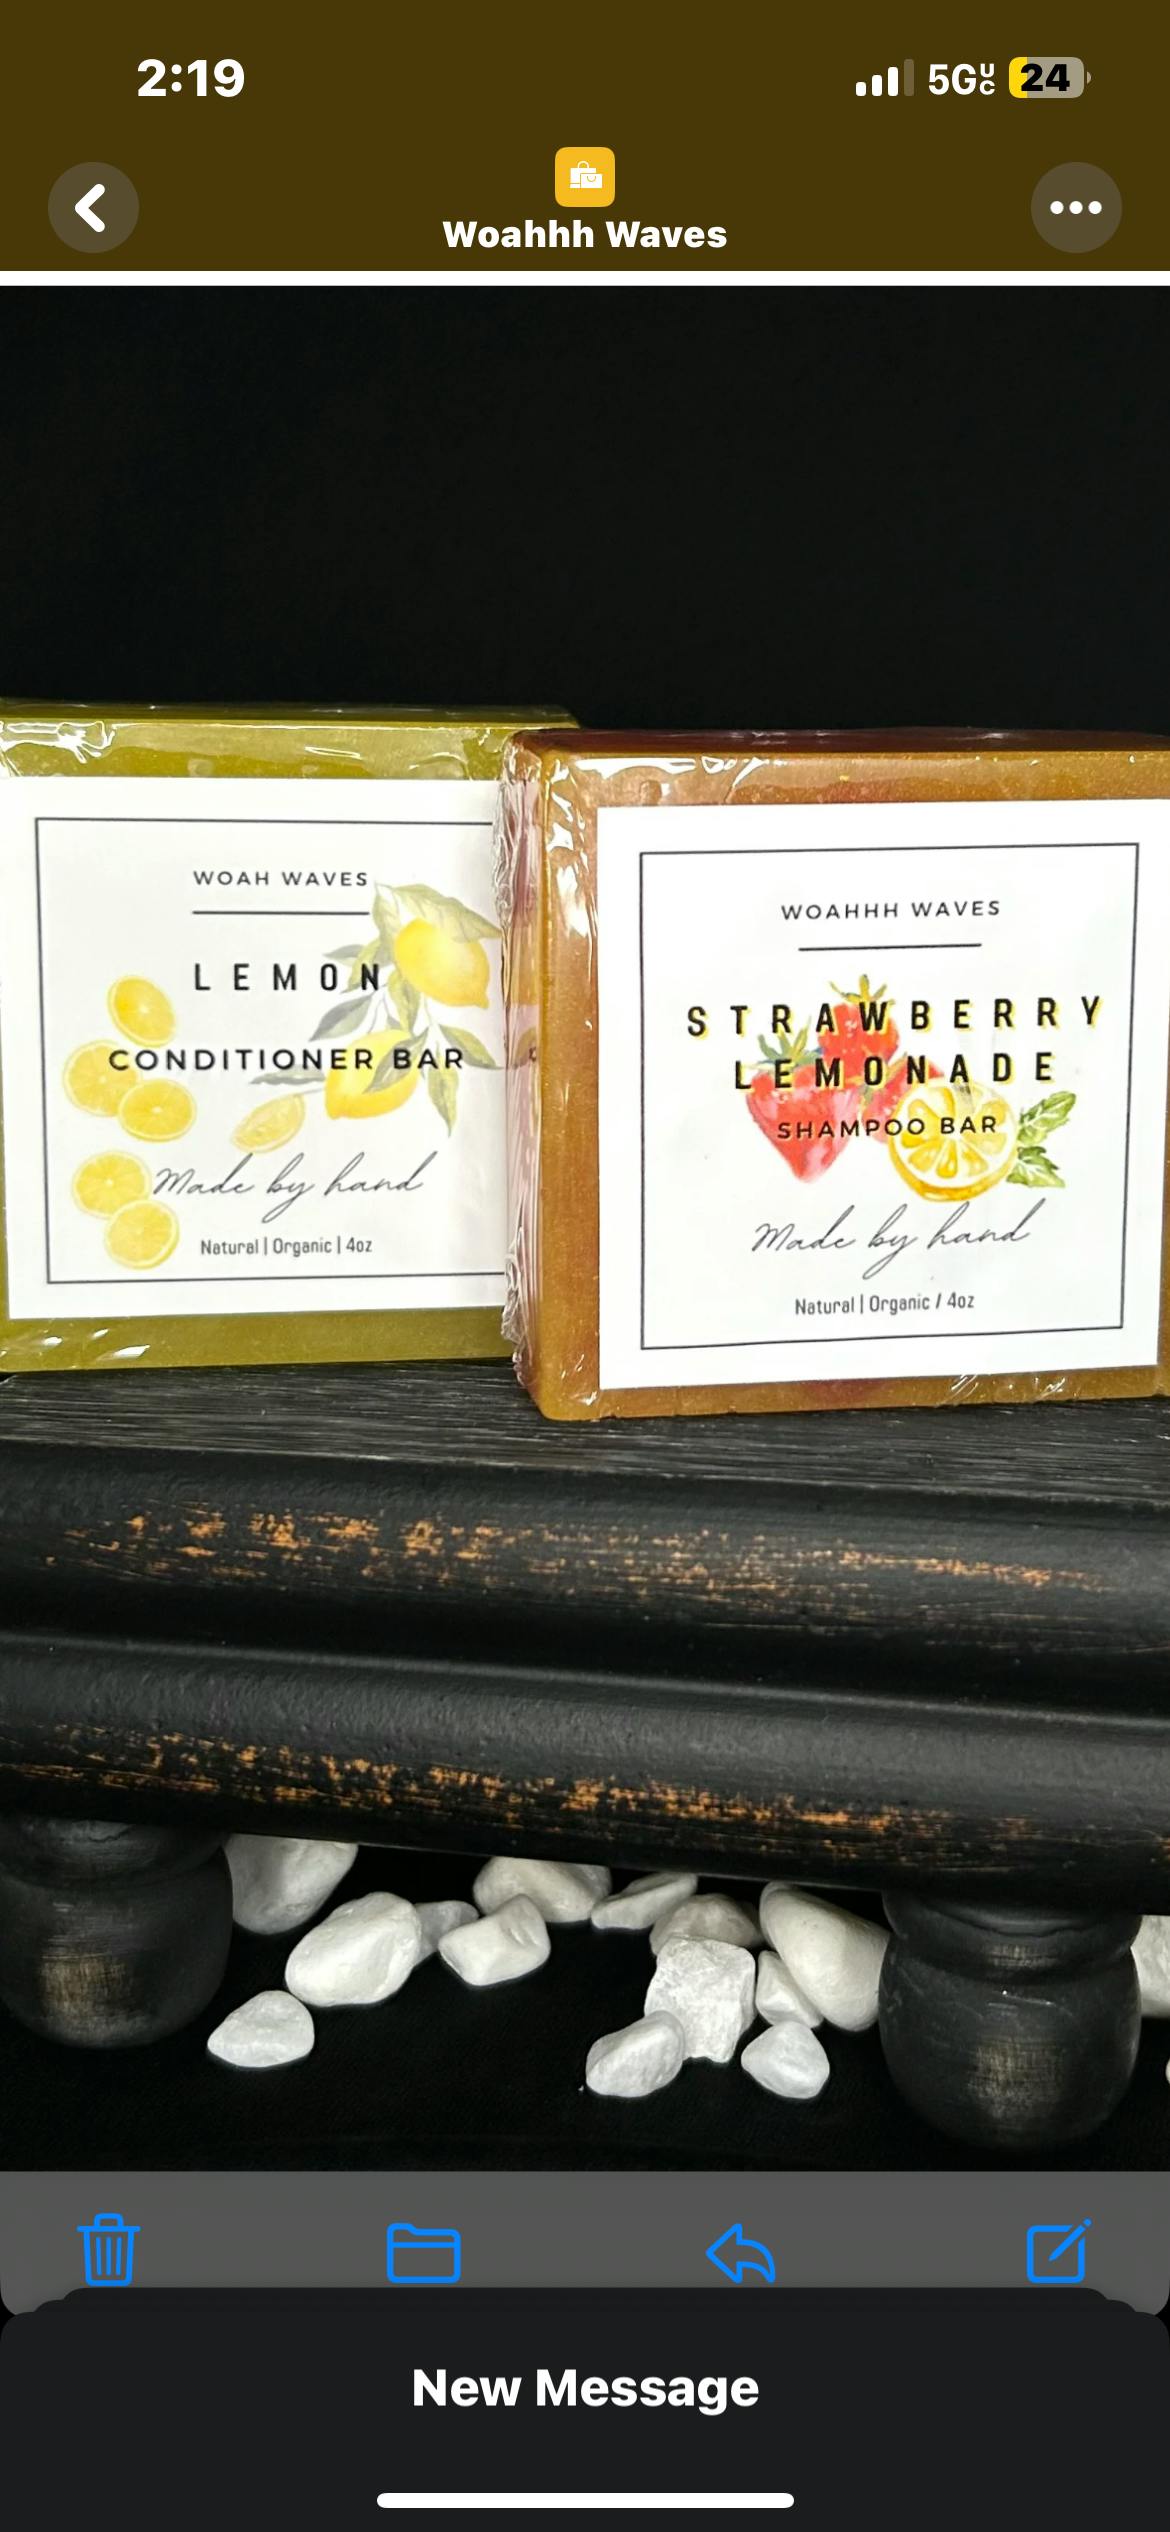 2:19
5G UC
24
Woahhh Waves
WOAH WAVES
LEMON
CONDITIONER BAR
Made by hand
Natural | Organic | 4oz
WOAHHH WAVES
STRAWBERRY
LEMONADE
SHAMPOO BAR
Made by hand
Natural | Organic / 4oz
New Message